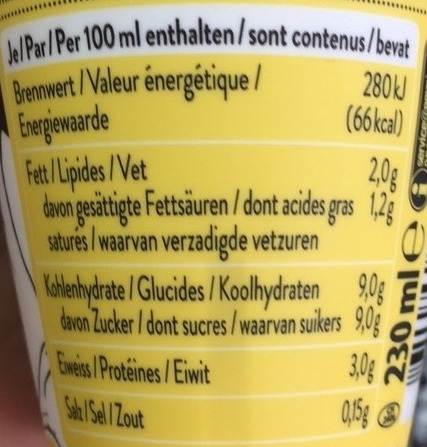 Je/Par/Per 100 ml enthalten/sont contenus/bevat
Brennwert/Valeur énergétique/ 280 kJ
Energiewaarde (66 kcal)
Fett/Lipides/Vet 2,0g
davon gesättigte Fettsäuren/dont acides gras 1,2g
saturés/waarvan verzadigde vetzuren
Kohlenhydrate/Glucides/Koolhydraten 9,0g
davon Zucker/dont sucres/waarvan suikers 9,0g
Eiweiss/Protéines/Eiwit 3,0g
Salz/Sel/Zout 0,15g
230 ml e